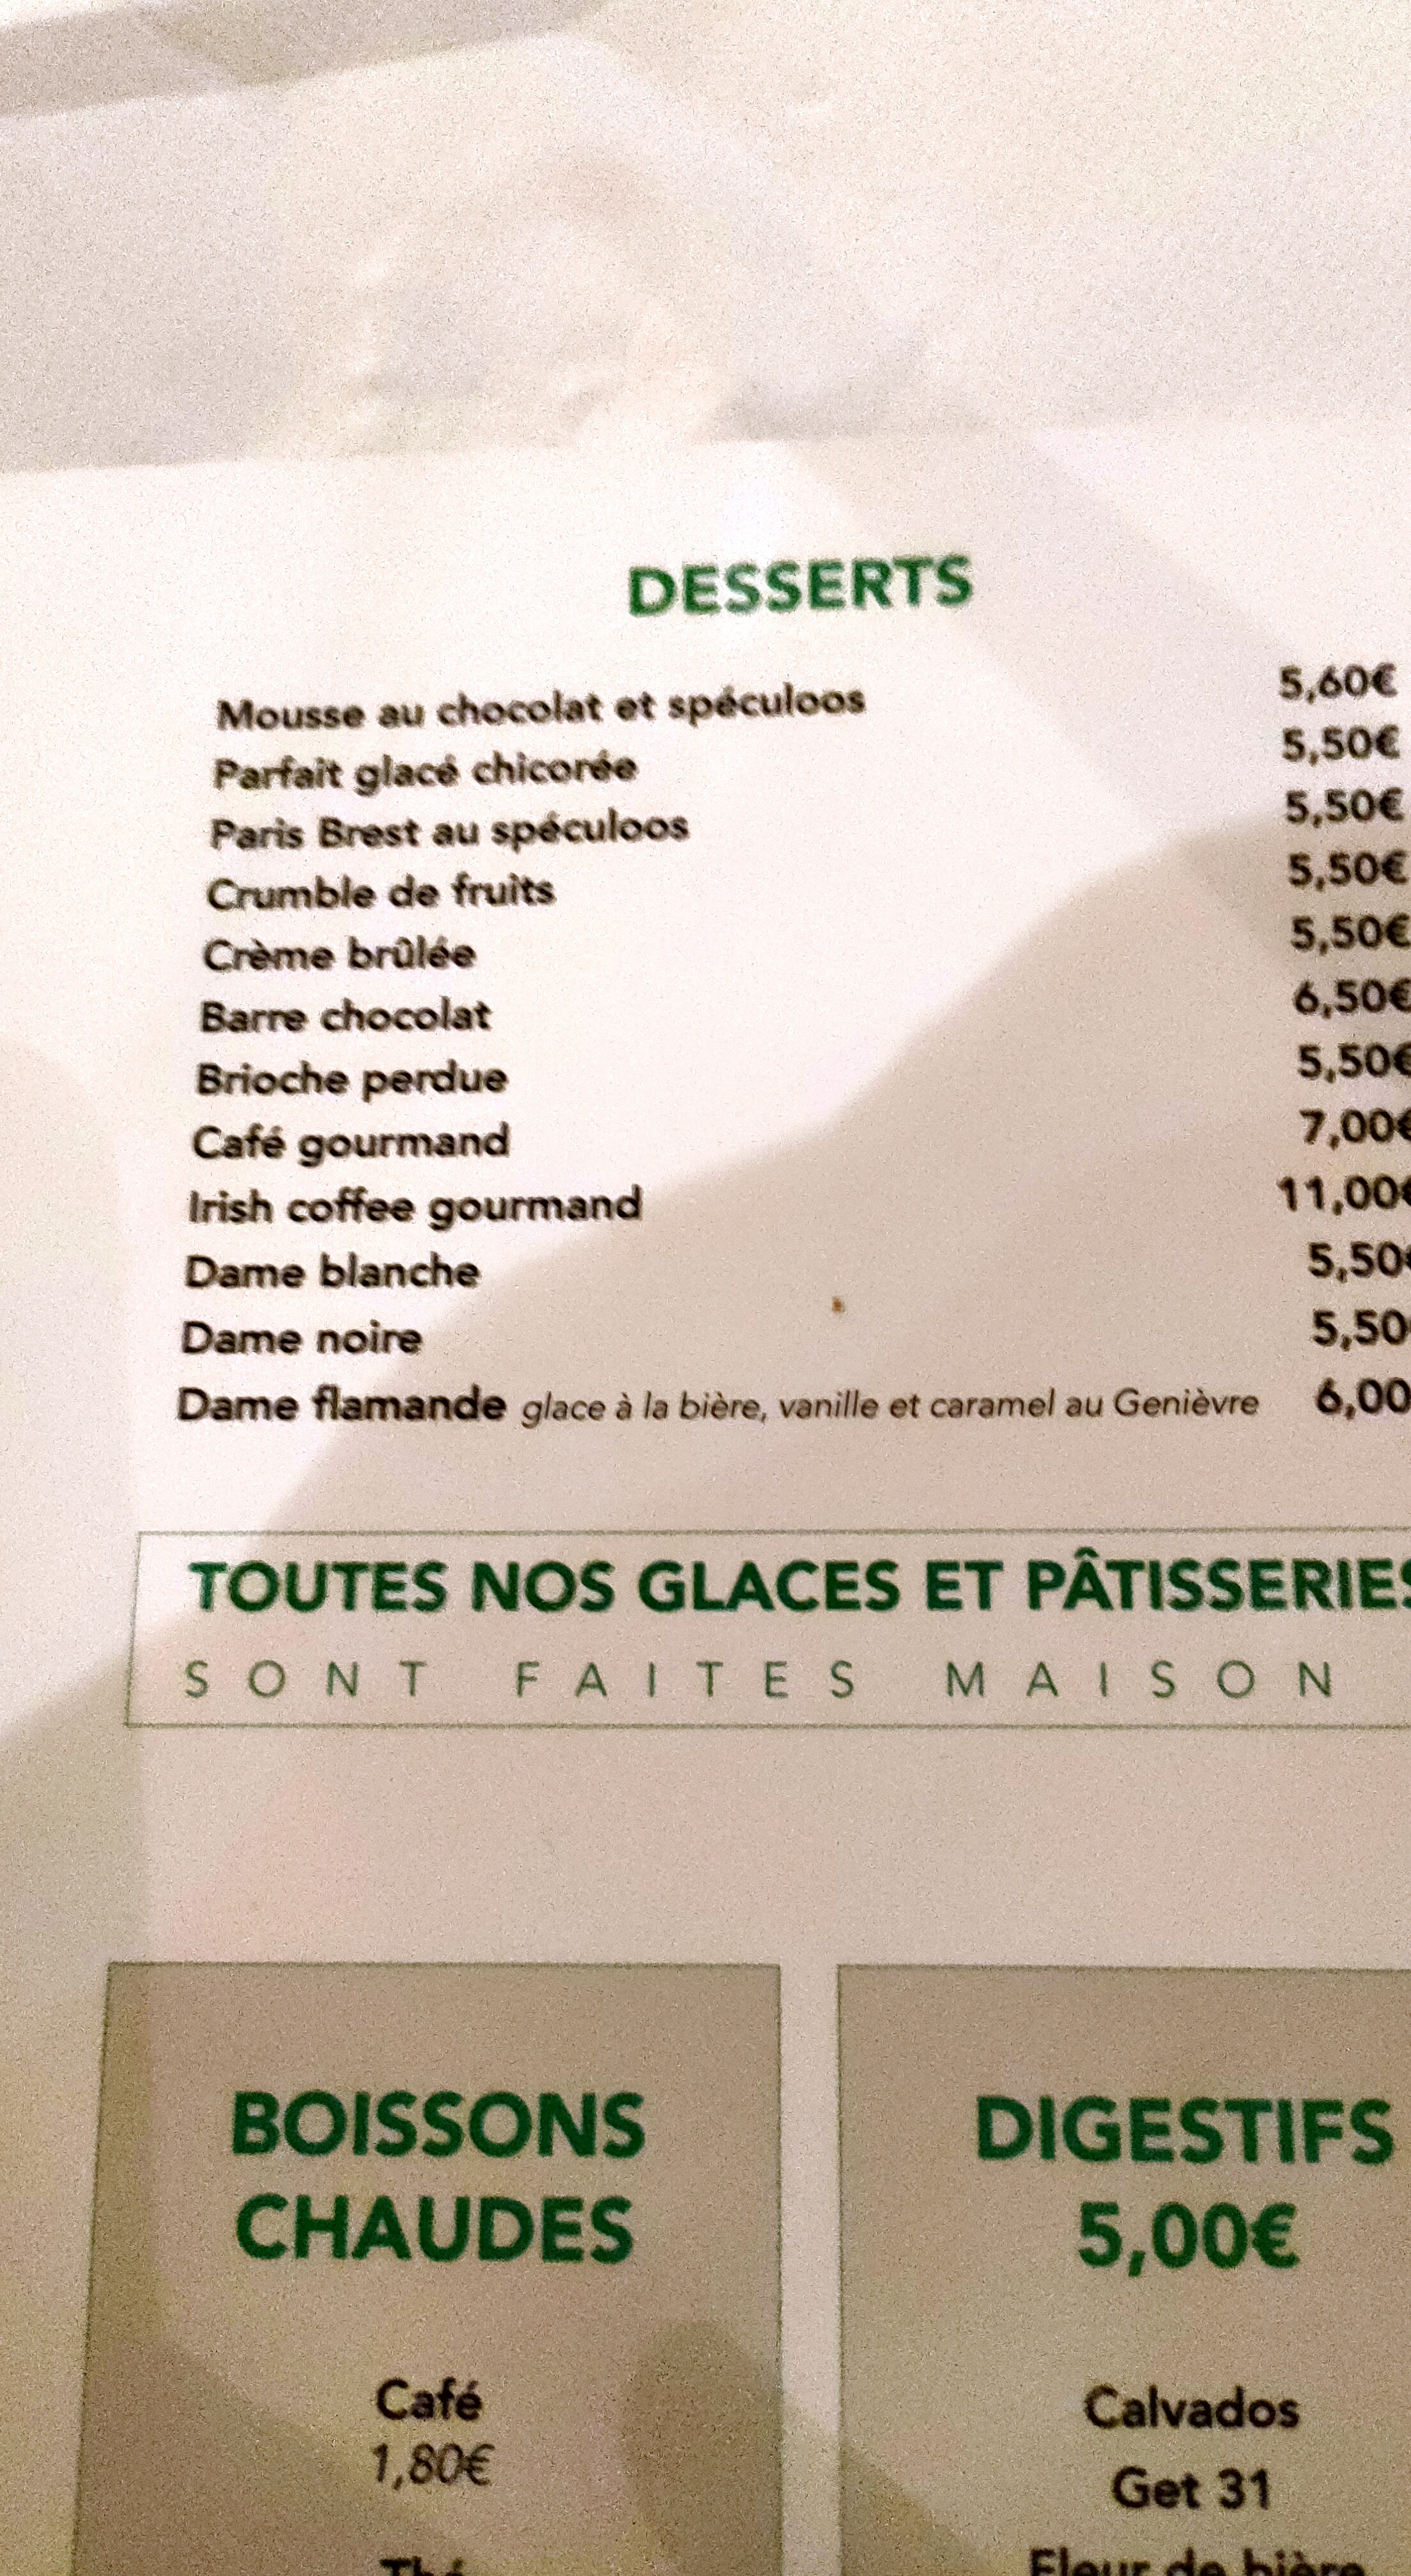 DESSERTS
Mousse au chocolat et spéculoos 5,60€
Parfait glacé chicorée 5,50€
Paris Brest au spéculoos 5,50€
Crumble de fruits 5,50€
Crème brûlée 5,50€
Barre chocolat 6,50€
Brioche perdue 5,50€
Café gourmand 7,00€
Irish coffee gourmand 11,00€
Dame blanche 5,50€
Dame noire 5,50
Dame flamande glace à la bière, vanille et caramel au Genièvre 6,00
TOUTES NOS GLACES ET PÂTISSERIES
SONT FAITES MAISON
BOISSONS
CHAUDES
Café
1,80€
Thé
DIGESTIFS
5,00€
Calvados
Get 31
Fleur de bière